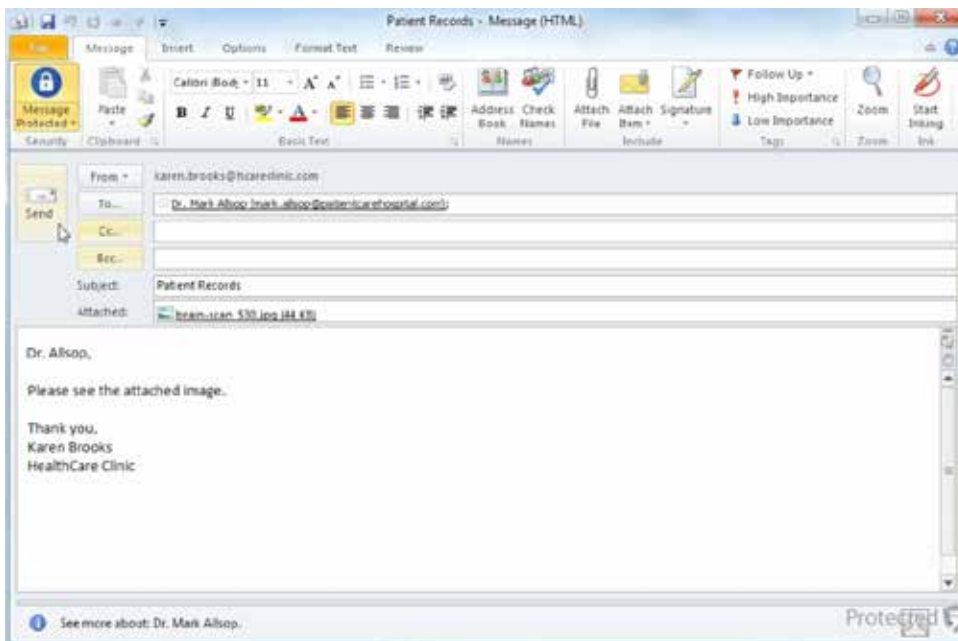 Patient Records - Message (HTML)
File Message Insert Options Format Text Review
Message Protected
Paste
Calibri (Body 11 A A
B I U A
Address Book
Check Names
Attach File
Attach Item
Signature
Follow Up
High Importance
Low Importance
Zoom
Start Inking
Security Clipboard Basic Text Names Include Tags Zoom Ink
Send
From karen.brooks@hcareclinic.com
To... Dr. Mark Allsop (mark.allsop@patientcarehospital.com);
Cc...
Bcc...
Subject: Patient Records
Attached: brain-scan_530.jpg (44 KB)
Dr. Allsop,
Please see the attached image.
Thank you,
Karen Brooks
HealthCare Clinic
See more about: Dr. Mark Allsop.
Protected